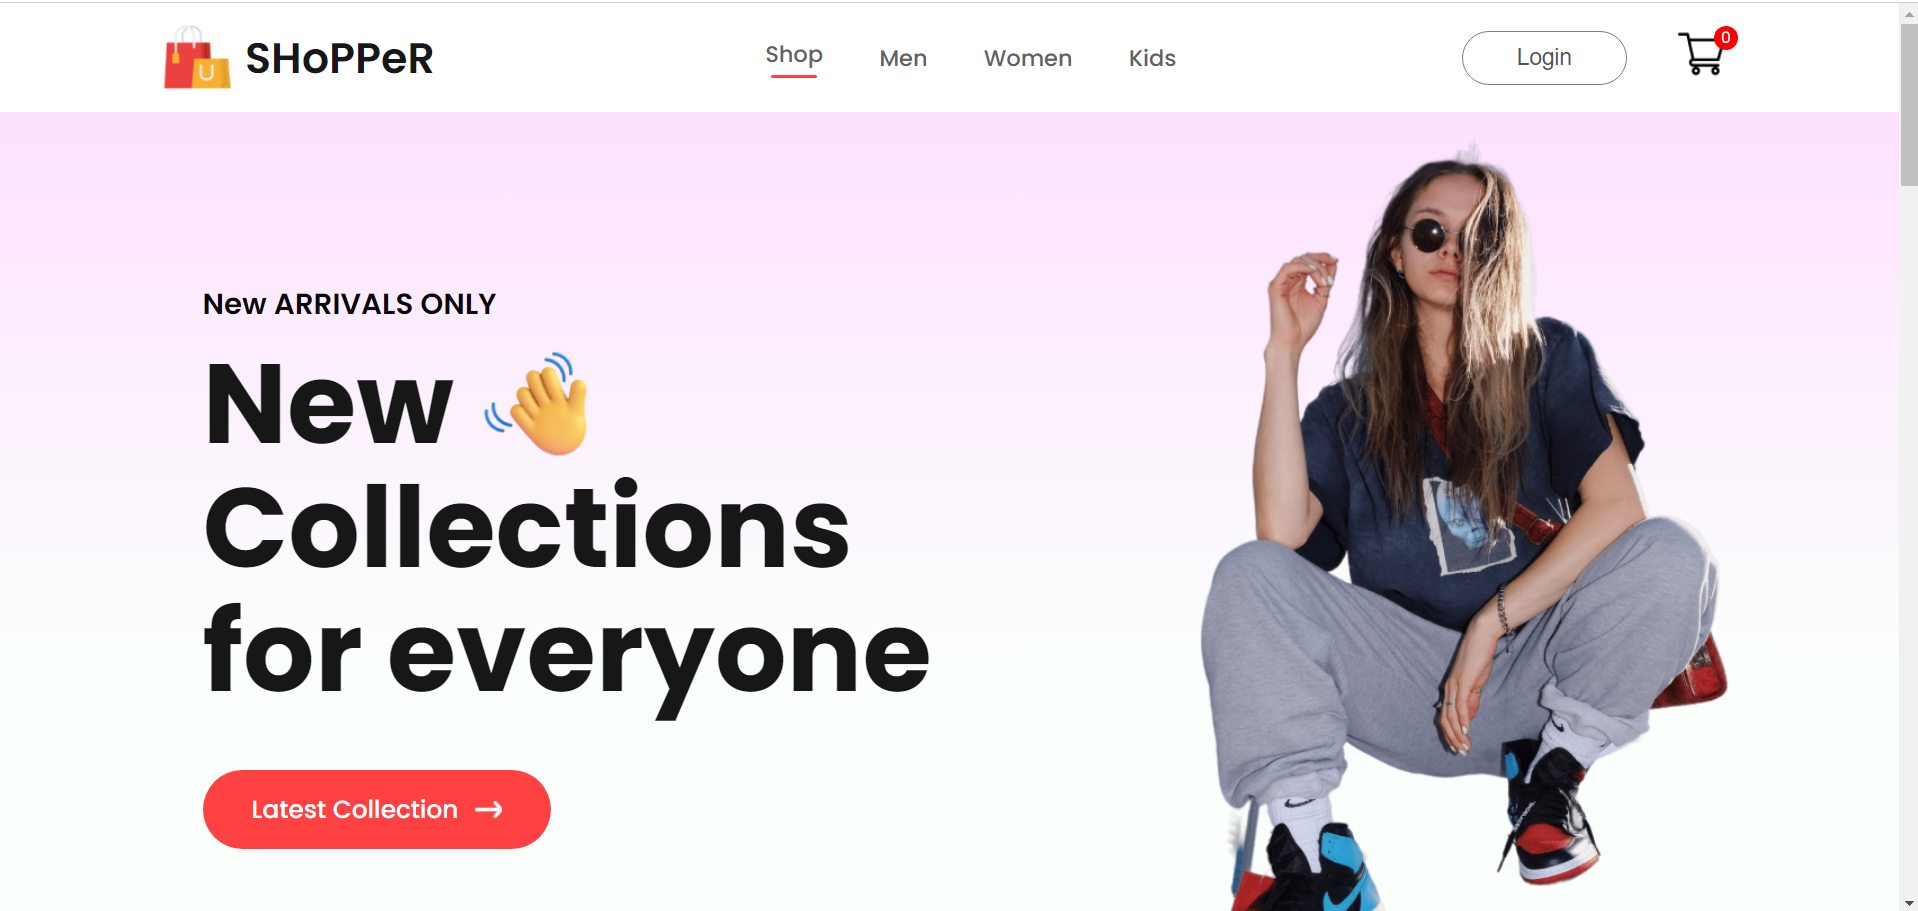 SHoPPeR
Shop Men Women Kids
Login
0
New ARRIVALS ONLY
New 👋
Collections
for everyone
Latest Collection →